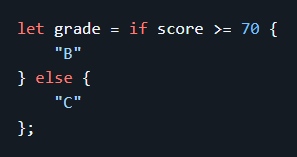 let grade = if score >= 70 {
    "B"
} else {
    "C"
};